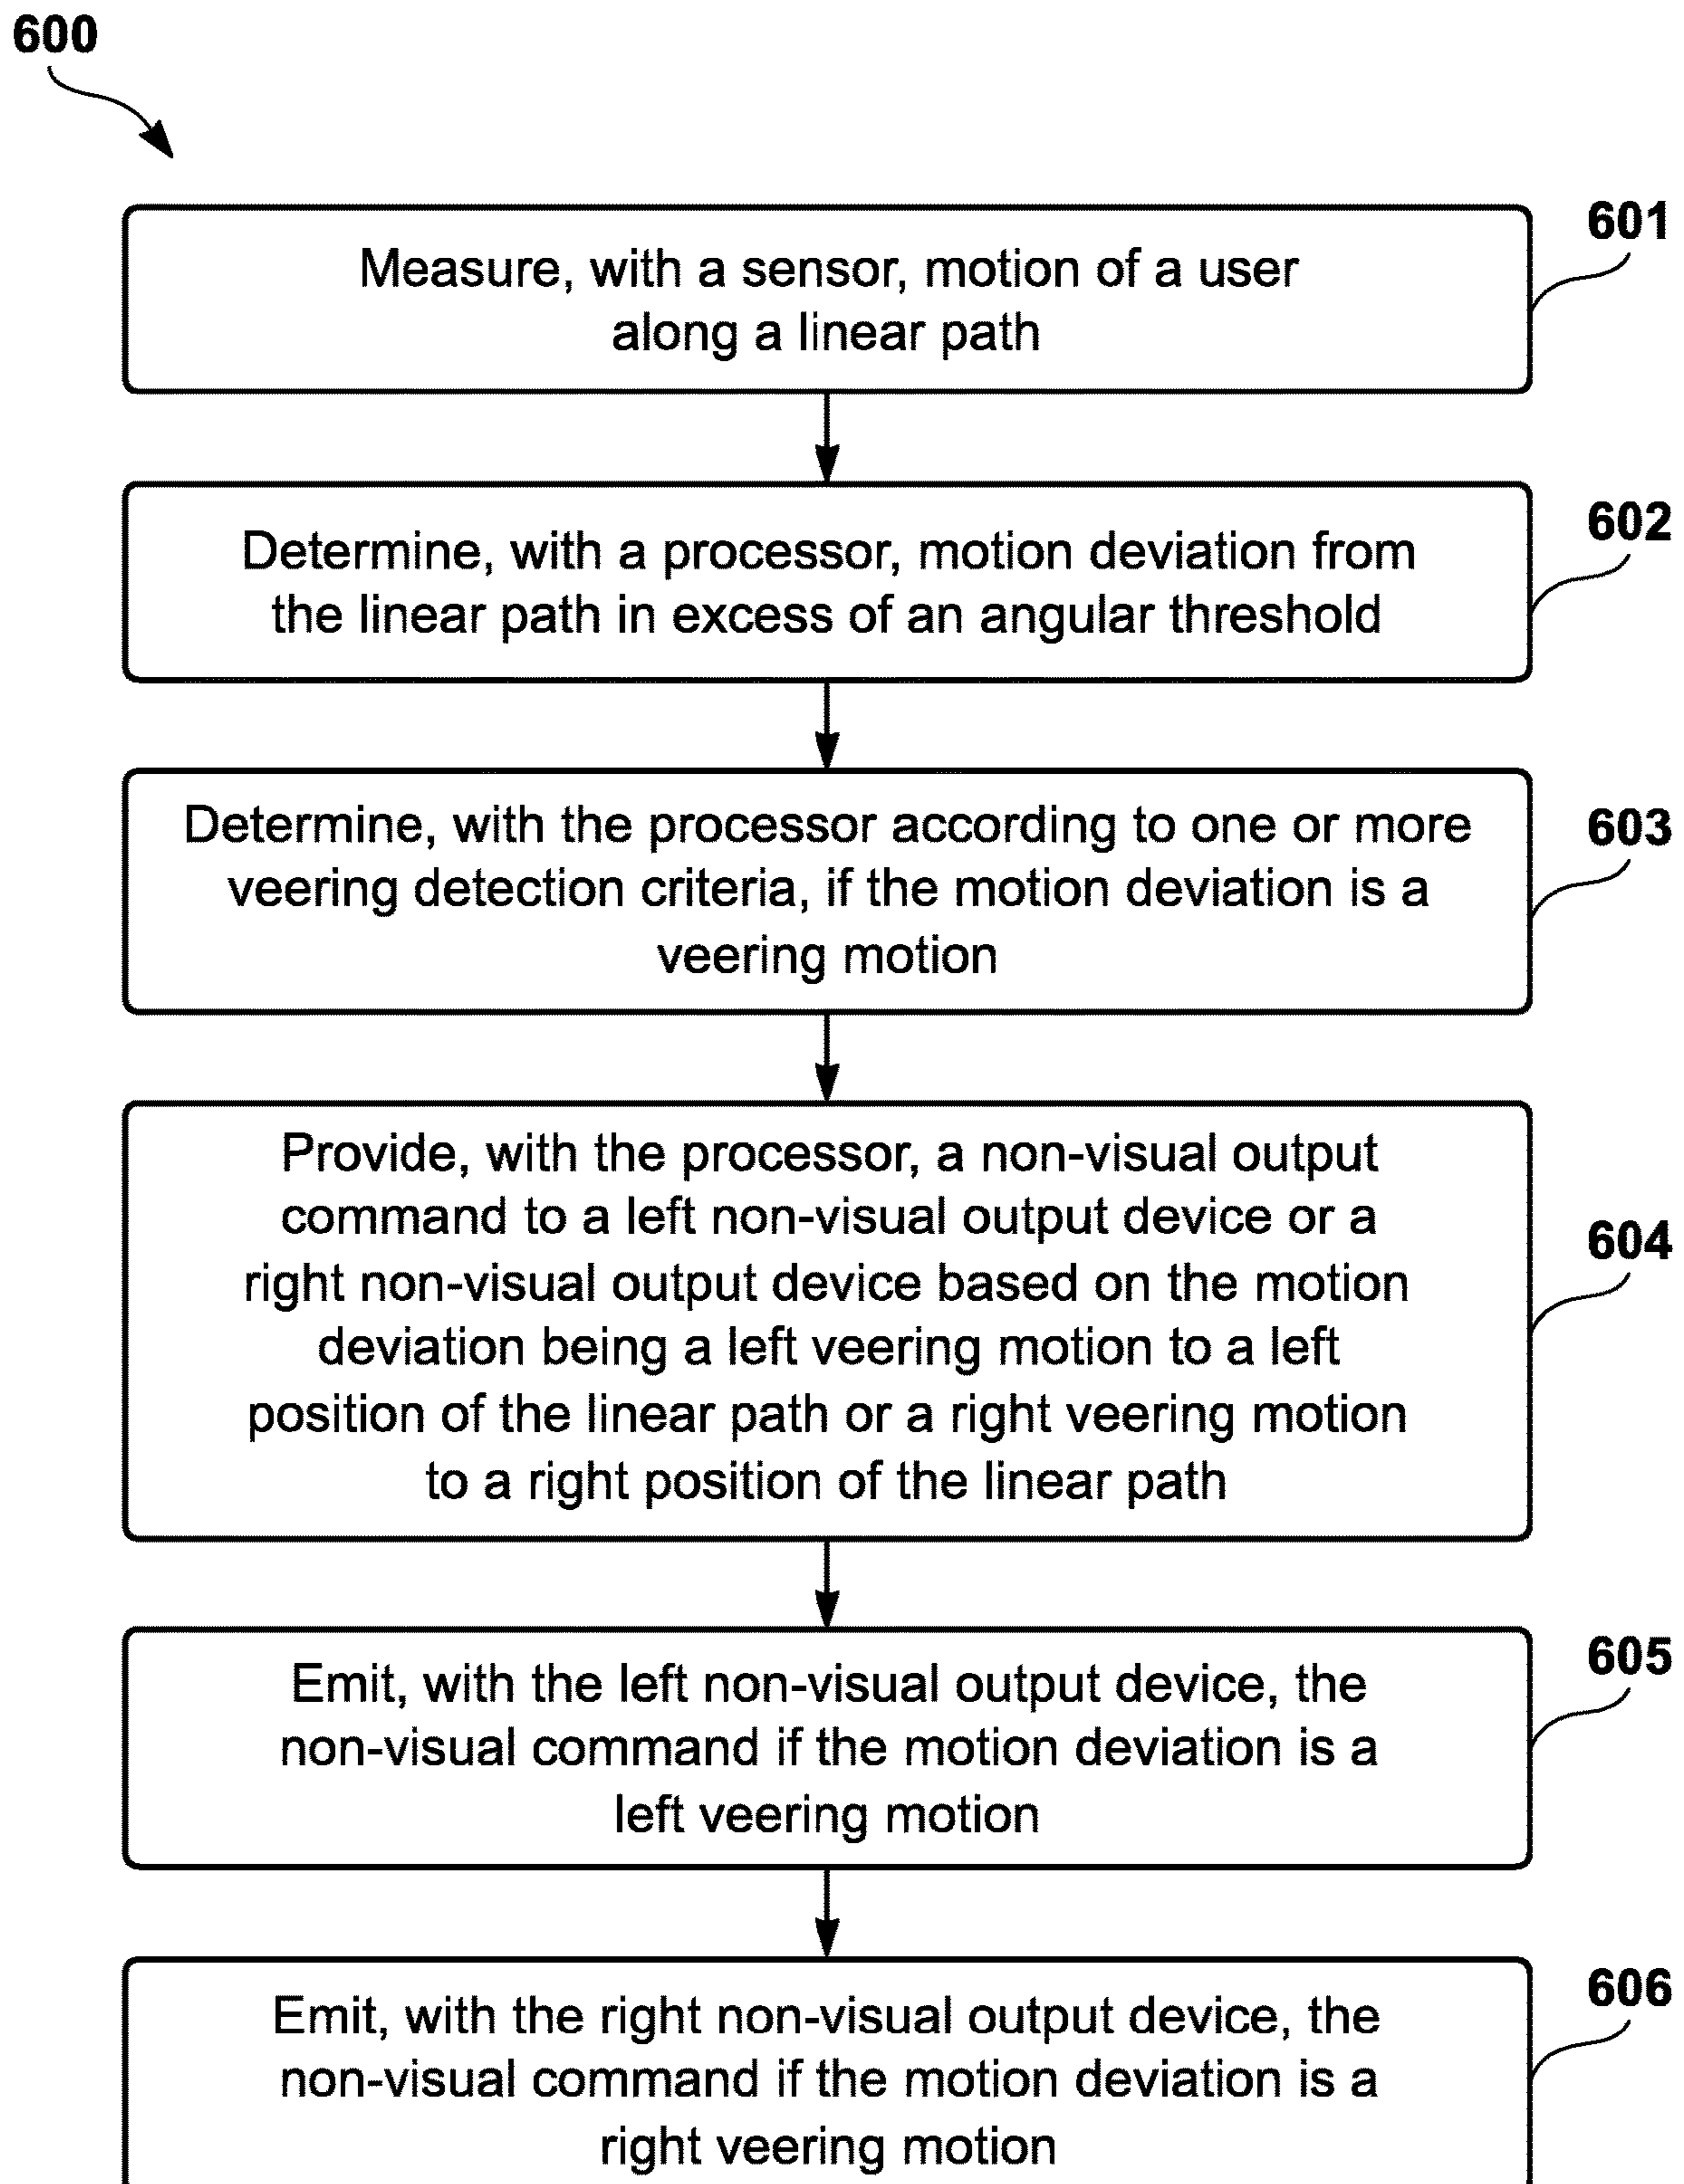 600
601
Measure, with a sensor, motion of a user
along a linear path
602
Determine, with a processor, motion deviation from
the linear path in excess of an angular threshold
603
Determine, with the processor according to one or more
veering detection criteria, if the motion deviation is a
veering motion
604
Provide, with the processor, a non-visual output
command to a left non-visual output device or a
right non-visual output device based on the motion
deviation being a left veering motion to a left
position of the linear path or a right veering motion
to a right position of the linear path
605
Emit, with the left non-visual output device, the
non-visual command if the motion deviation is a
left veering motion
606
Emit, with the right non-visual output device, the
non-visual command if the motion deviation is a
right veering motion